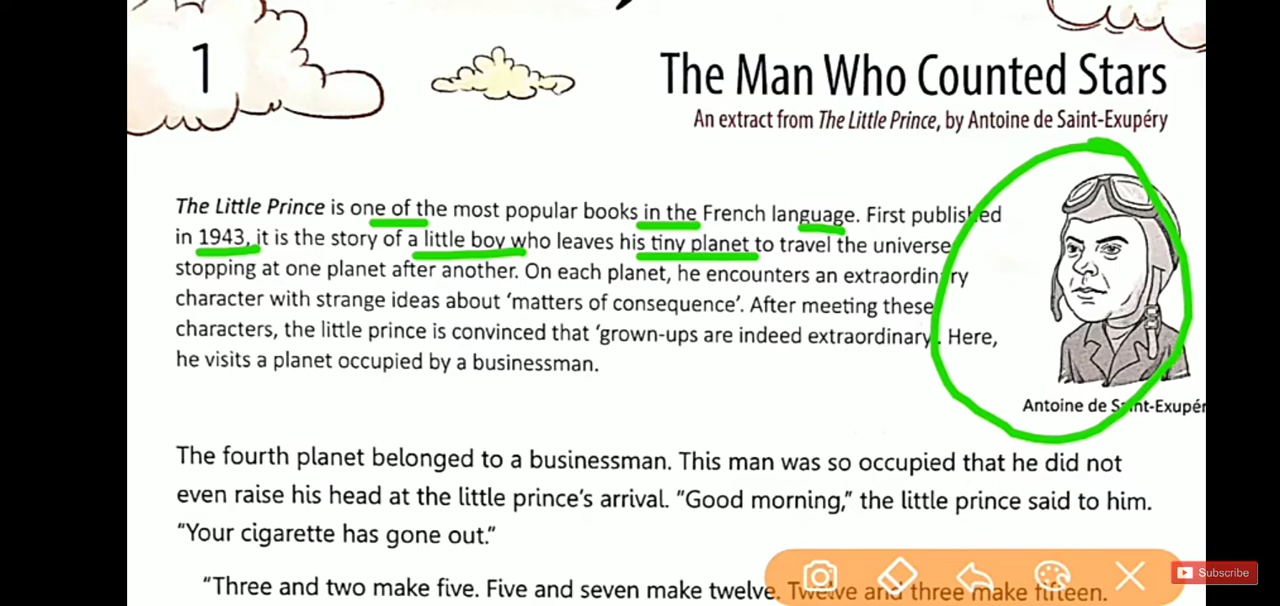 1
The Man Who Counted Stars
An extract from The Little Prince, by Antoine de Saint-Exupéry
The Little Prince is one of the most popular books in the French language. First published
in 1943, it is the story of a little boy who leaves his tiny planet to travel the universe
stopping at one planet after another. On each planet, he encounters an extraordinary
character with strange ideas about ‘matters of consequence’. After meeting these
characters, the little prince is convinced that ‘grown-ups are indeed extraordinary’. Here,
he visits a planet occupied by a businessman.
Antoine de Saint-Exupér
The fourth planet belonged to a businessman. This man was so occupied that he did not
even raise his head at the little prince’s arrival. “Good morning,” the little prince said to him.
“Your cigarette has gone out.”
“Three and two make five. Five and seven make twelve. Twelve and three make fifteen.
Subscribe